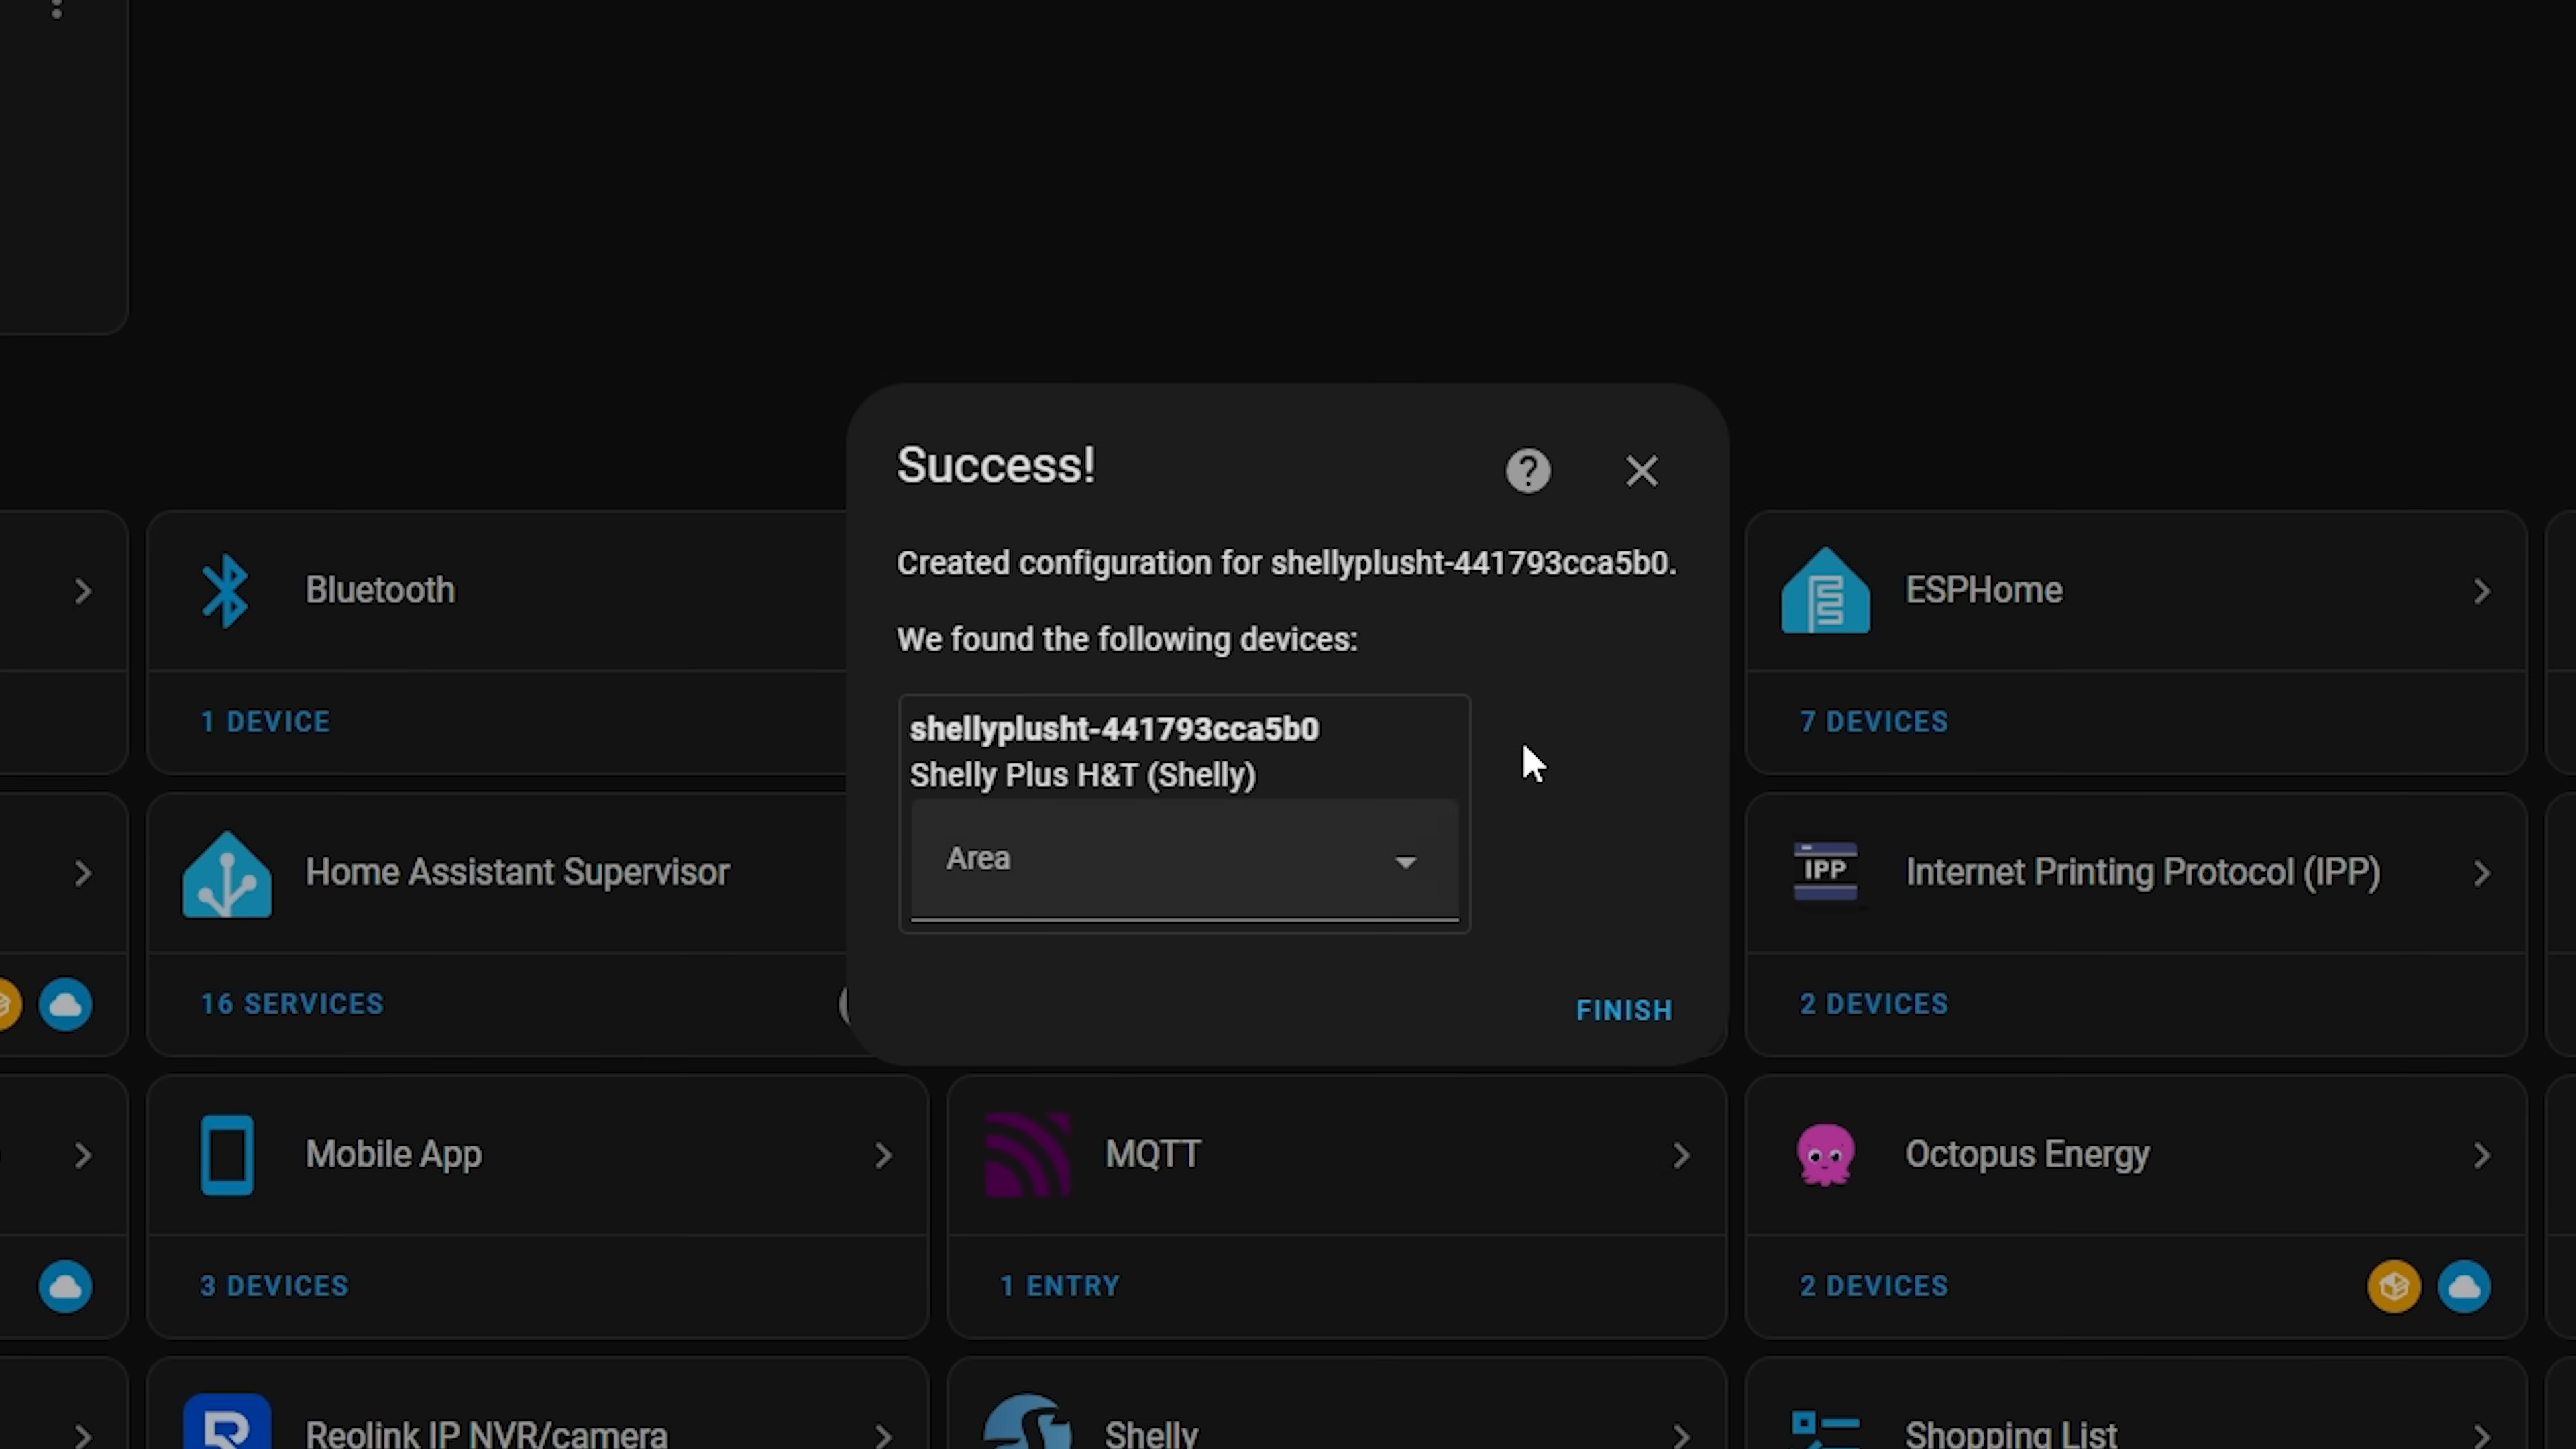 Success!
Created configuration for shellyplusht-441793cca5b0.
We found the following devices:
shellyplusht-441793cca5b0
Shelly Plus H&T (Shelly)
Area
FINISH
Bluetooth
1 DEVICE
ESPHome
7 DEVICES
Home Assistant Supervisor
16 SERVICES
IPP
Internet Printing Protocol (IPP)
2 DEVICES
Mobile App
3 DEVICES
MQTT
1 ENTRY
Octopus Energy
2 DEVICES
Reolink IP NVR/camera
Shelly
Shopping List